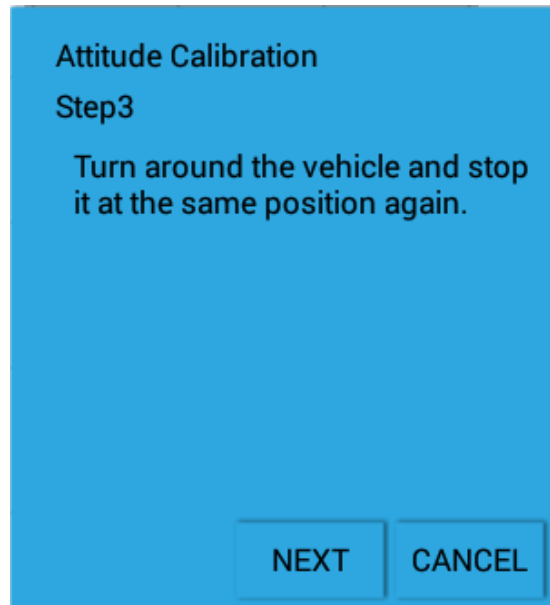 Attitude Calibration
Step3
Turn around the vehicle and stop
it at the same position again.
NEXT
CANCEL